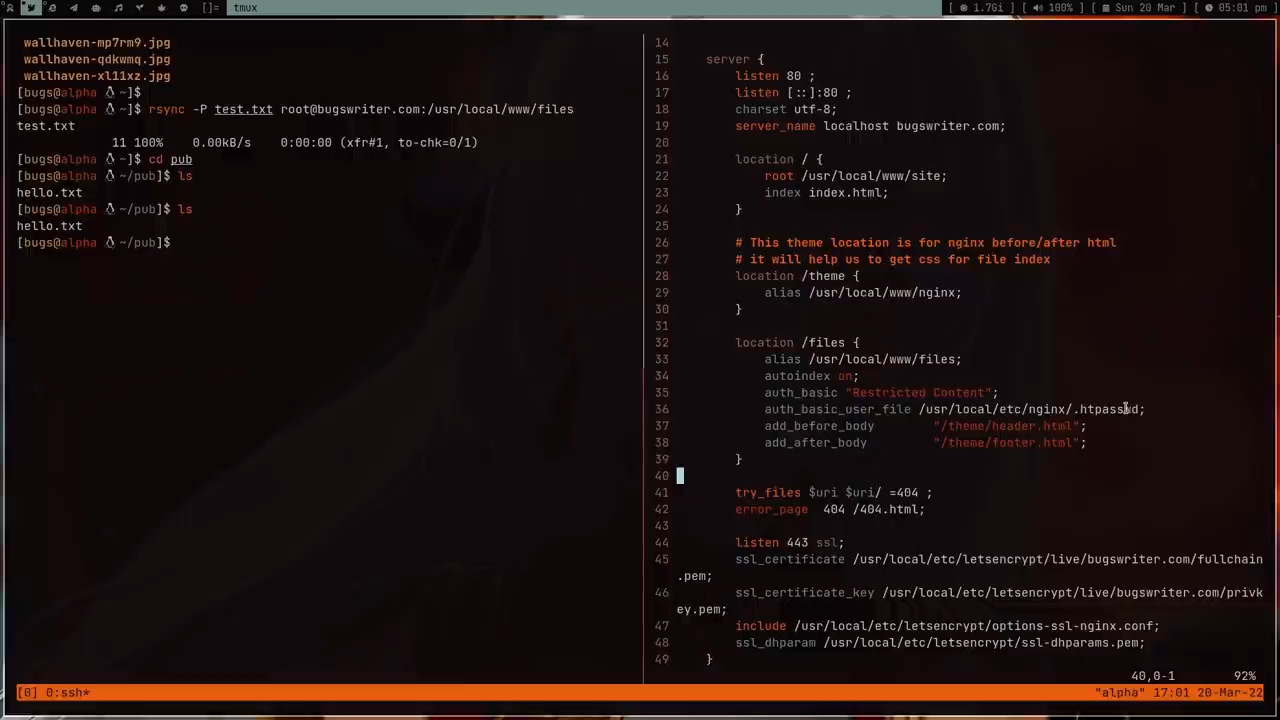 []= tmux [ 1.7Gi ] [ 100% ] [ Sun 20 Mar ] [ 05:01 pm ]
wallhaven-mp7rm9.jpg
wallhaven-qdkwmq.jpg
wallhaven-xl11xz.jpg
[bugs@alpha ~]$
[bugs@alpha ~]$ rsync -P test.txt root@bugswriter.com:/usr/local/www/files
test.txt
11 100% 0.00kB/s 0:00:00 (xfr#1, to-chk=0/1)
[bugs@alpha ~]$ cd pub
[bugs@alpha ~/pub]$ ls
hello.txt
[bugs@alpha ~/pub]$ ls
hello.txt
[bugs@alpha ~/pub]$
14
15 server {
16 listen 80 ;
17 listen [::]:80 ;
18 charset utf-8;
19 server_name localhost bugswriter.com;
20
21 location / {
22 root /usr/local/www/site;
23 index index.html;
24 }
25
26 # This theme location is for nginx before/after html
27 # it will help us to get css for file index
28 location /theme {
29 alias /usr/local/www/nginx;
30 }
31
32 location /files {
33 alias /usr/local/www/files;
34 autoindex on;
35 auth_basic "Restricted Content";
36 auth_basic_user_file /usr/local/etc/nginx/.htpasswd;
37 add_before_body "/theme/header.html";
38 add_after_body "/theme/footer.html";
39 }
40
41 try_files $uri $uri/ =404 ;
42 error_page 404 /404.html;
43
44 listen 443 ssl;
45 ssl_certificate /usr/local/etc/letsencrypt/live/bugswriter.com/fullchain
.pem;
46 ssl_certificate_key /usr/local/etc/letsencrypt/live/bugswriter.com/privk
ey.pem;
47 include /usr/local/etc/letsencrypt/options-ssl-nginx.conf;
48 ssl_dhparam /usr/local/etc/letsencrypt/ssl-dhparams.pem;
49 }
40,0-1 92%
[0] 0:ssh* "alpha" 17:01 20-Mar-22